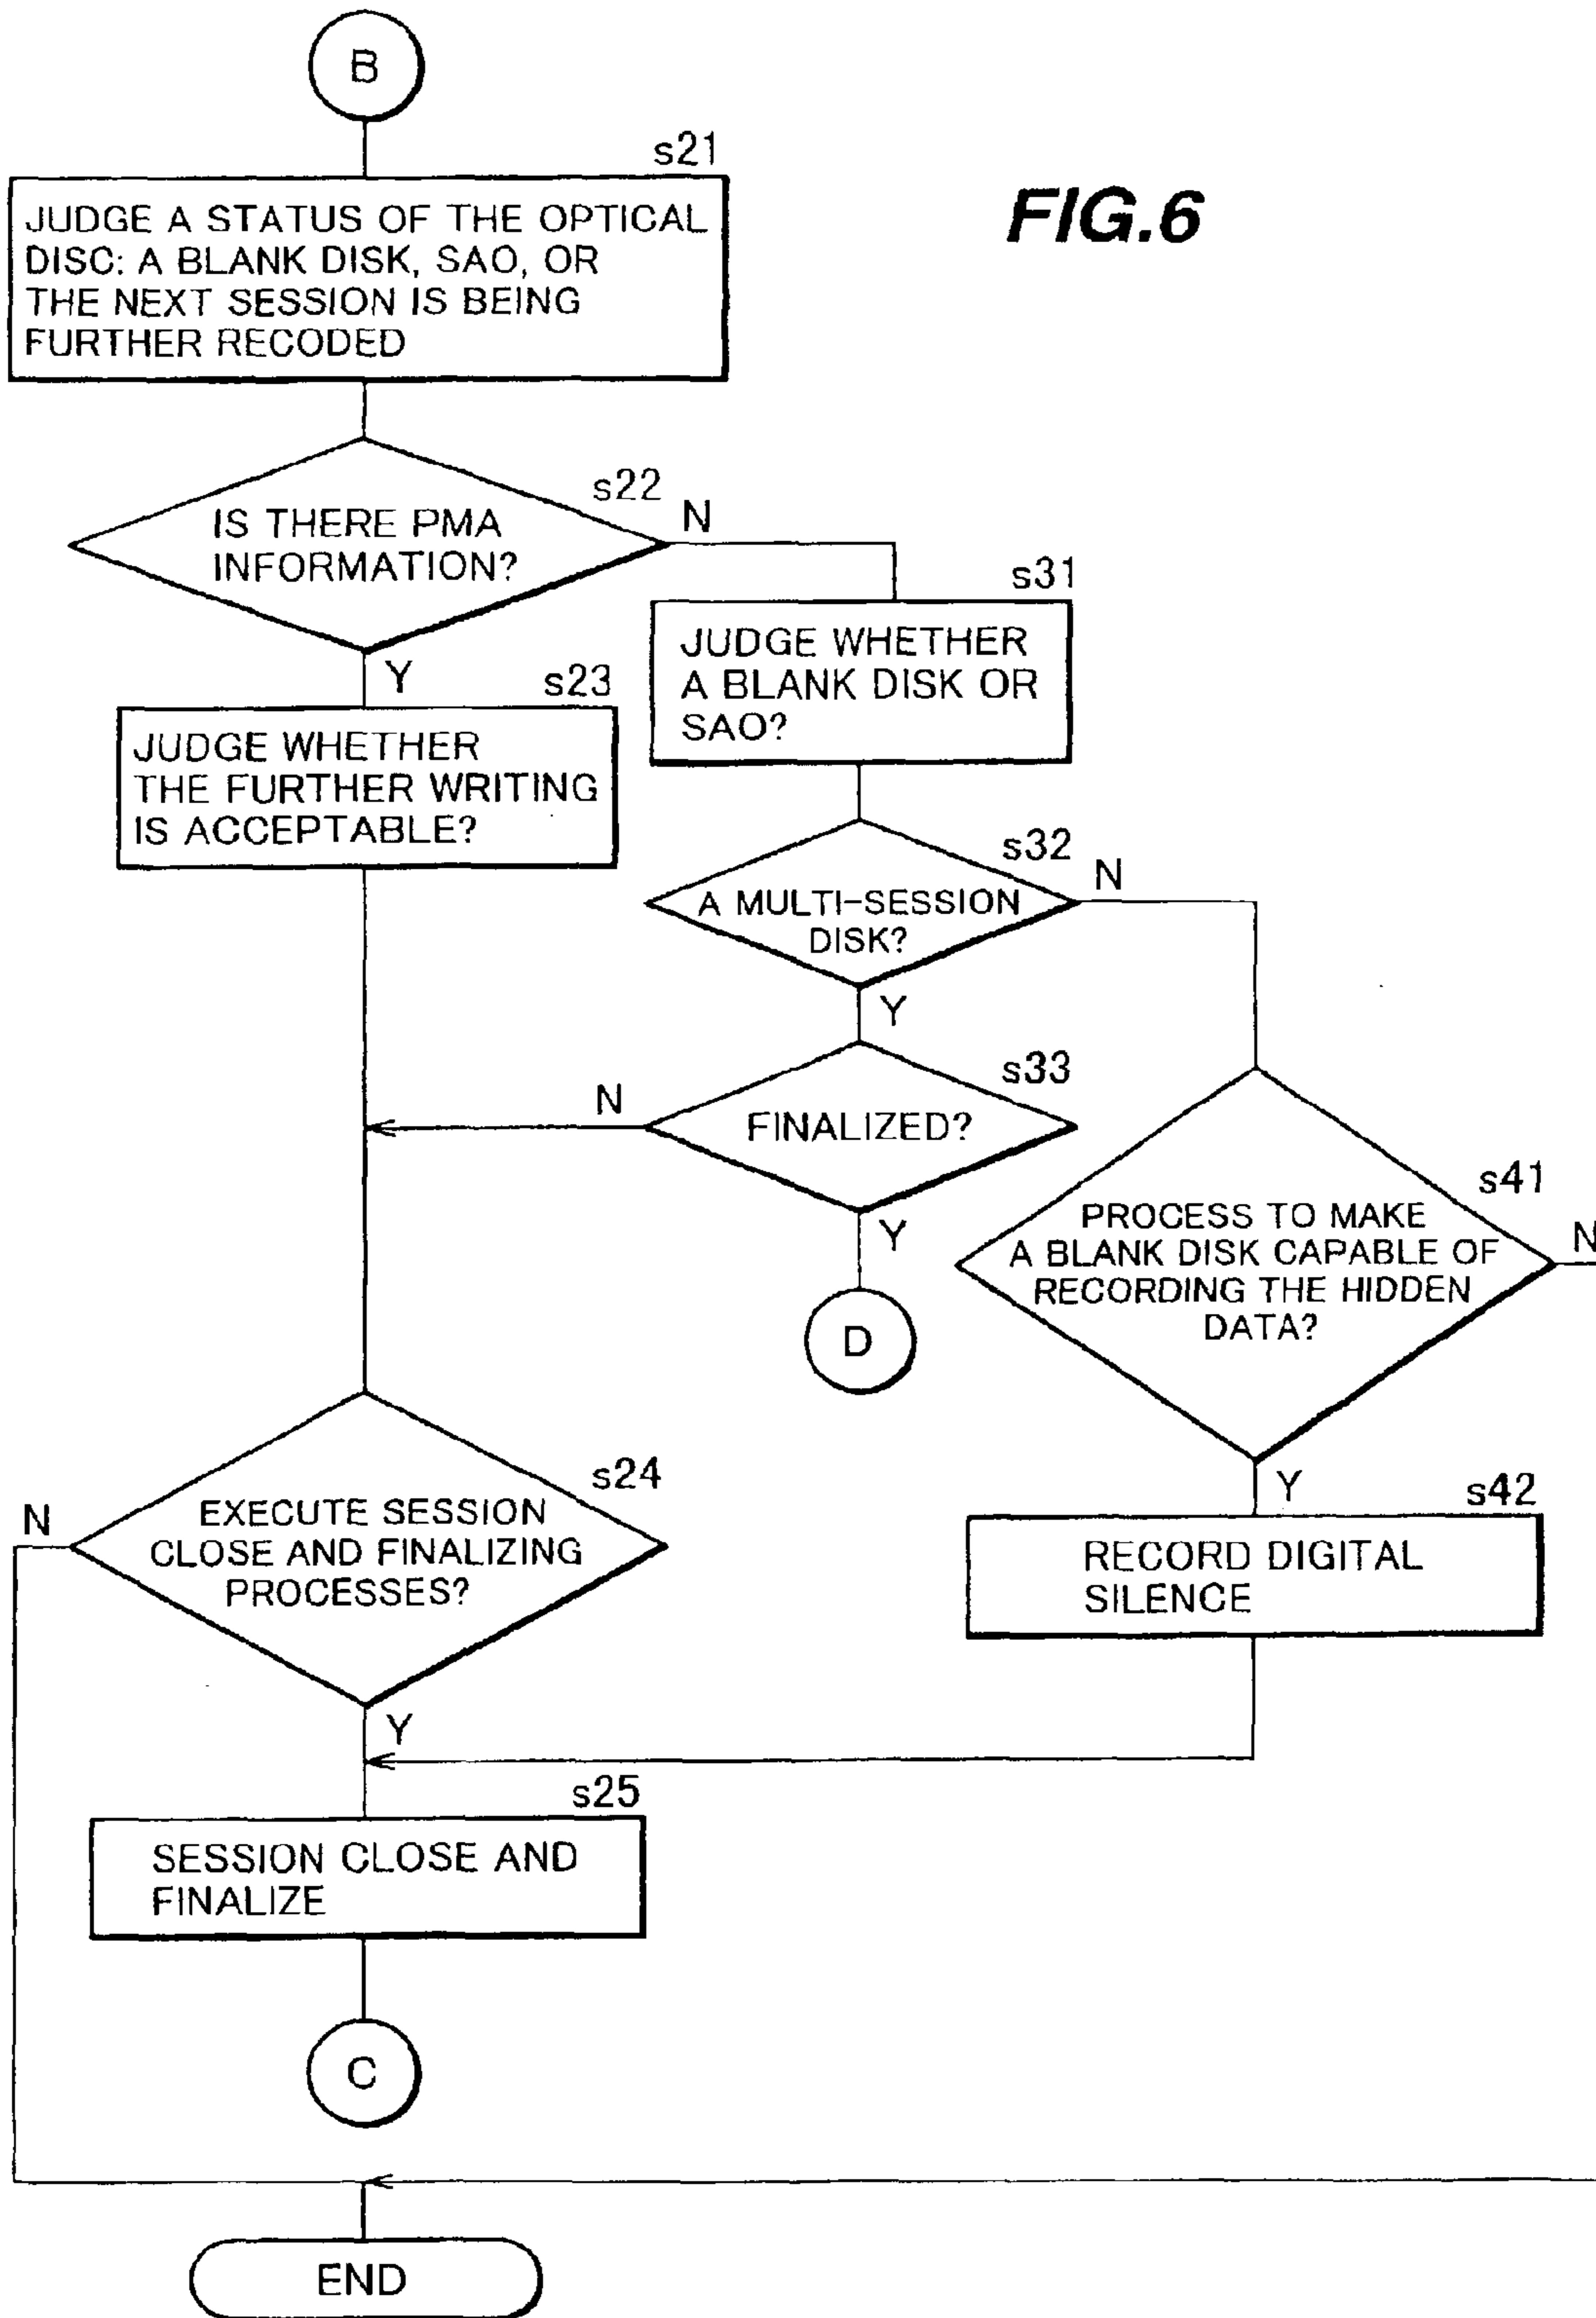 B
s21
FIG.6
JUDGE A STATUS OF THE OPTICAL
DISC: A BLANK DISK, SAO, OR
THE NEXT SESSION IS BEING
FURTHER RECODED
s22
IS THERE PMA
INFORMATION?
N
Y
s31
JUDGE WHETHER
A BLANK DISK OR
SAO?
s23
JUDGE WHETHER
THE FURTHER WRITING
IS ACCEPTABLE?
s32
A MULTI-SESSION
DISK?
N
Y
s33
FINALIZED?
N
Y
D
s41
PROCESS TO MAKE
A BLANK DISK CAPABLE OF
RECORDING THE HIDDEN
DATA?
N
Y
s42
RECORD DIGITAL
SILENCE
s24
EXECUTE SESSION
CLOSE AND FINALIZING
PROCESSES?
N
Y
s25
SESSION CLOSE AND
FINALIZE
C
END